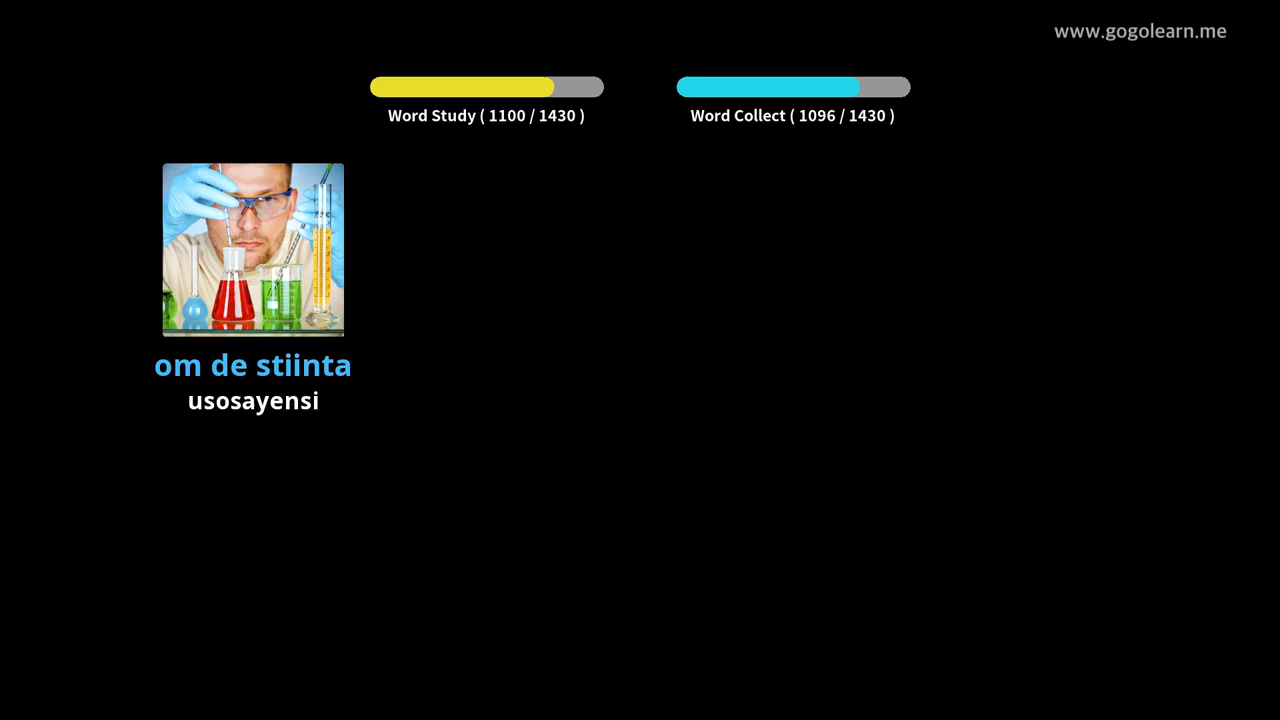 www.gogolearn.me
Word Study ( 1100 / 1430 )
Word Collect ( 1096 / 1430 )
om de stiinta
usosayensi